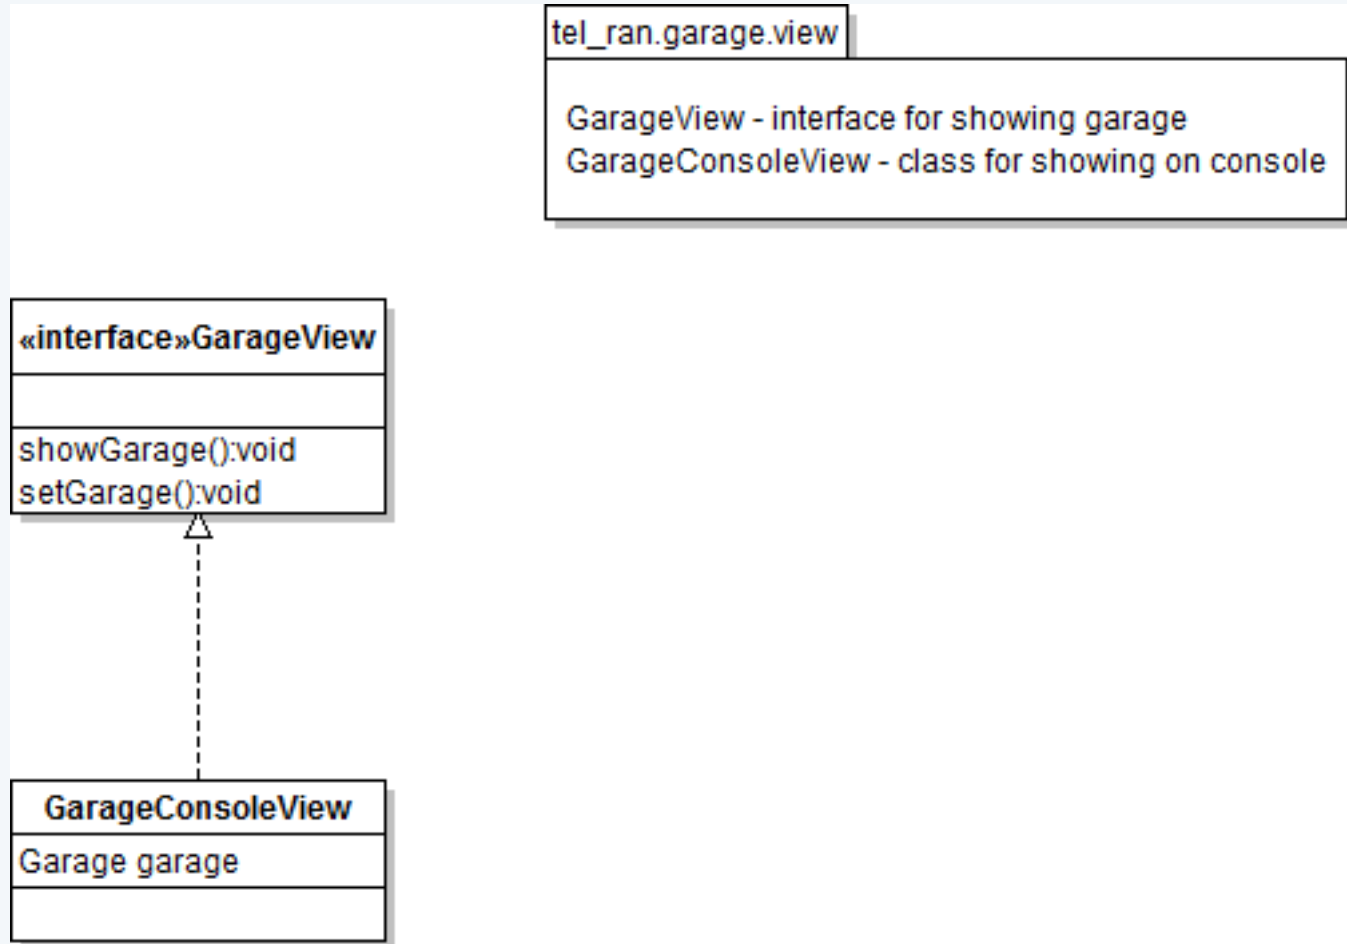 tel_ran.garage.view
GarageView - interface for showing garage
GarageConsoleView - class for showing on console
«interface»GarageView
showGarage():void
setGarage():void
GarageConsoleView
Garage garage